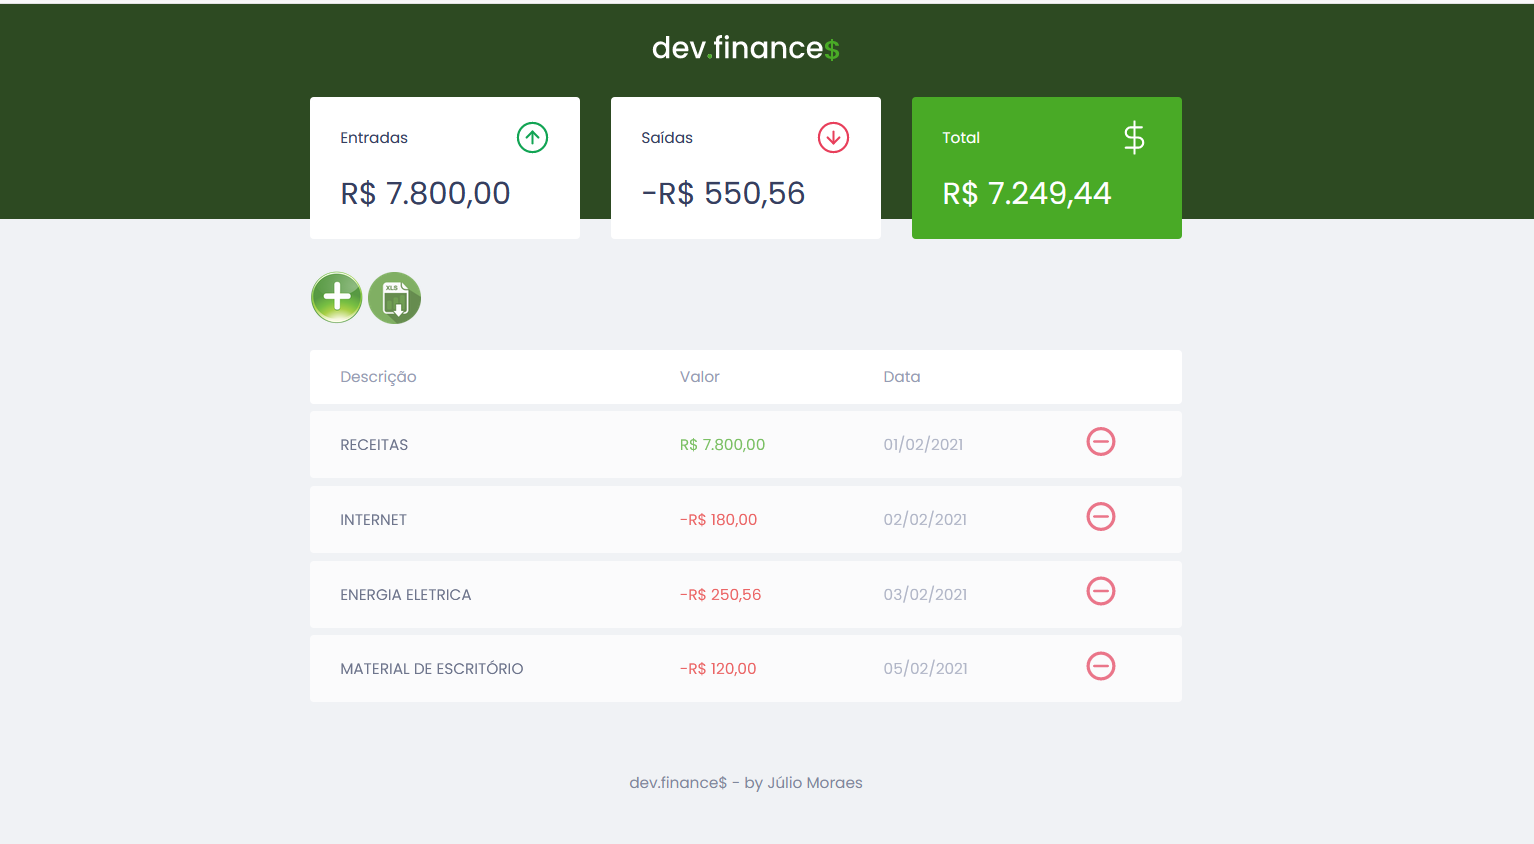 dev.finance$
Entradas
R$ 7.800,00
Saídas
-R$ 550,56
Total
$
R$ 7.249,44
XLS
Descrição Valor Data
RECEITAS R$ 7.800,00 01/02/2021
INTERNET -R$ 180,00 02/02/2021
ENERGIA ELETRICA -R$ 250,56 03/02/2021
MATERIAL DE ESCRITÓRIO -R$ 120,00 05/02/2021
dev.finance$ - by Júlio Moraes